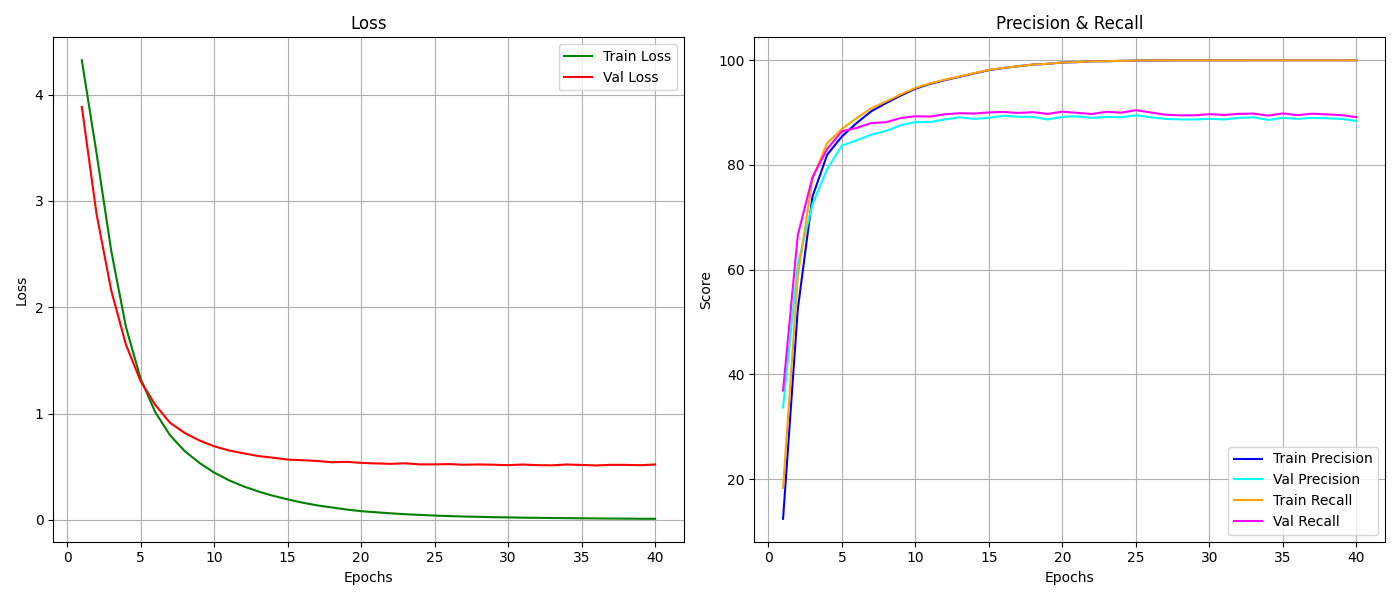 Loss
Train Loss
Val Loss
4
3
2
1
0
Loss
0 5 10 15 20 25 30 35 40
Epochs
Precision & Recall
100
80
60
40
20
Score
Train Precision
Val Precision
Train Recall
Val Recall
0 5 10 15 20 25 30 35 40
Epochs